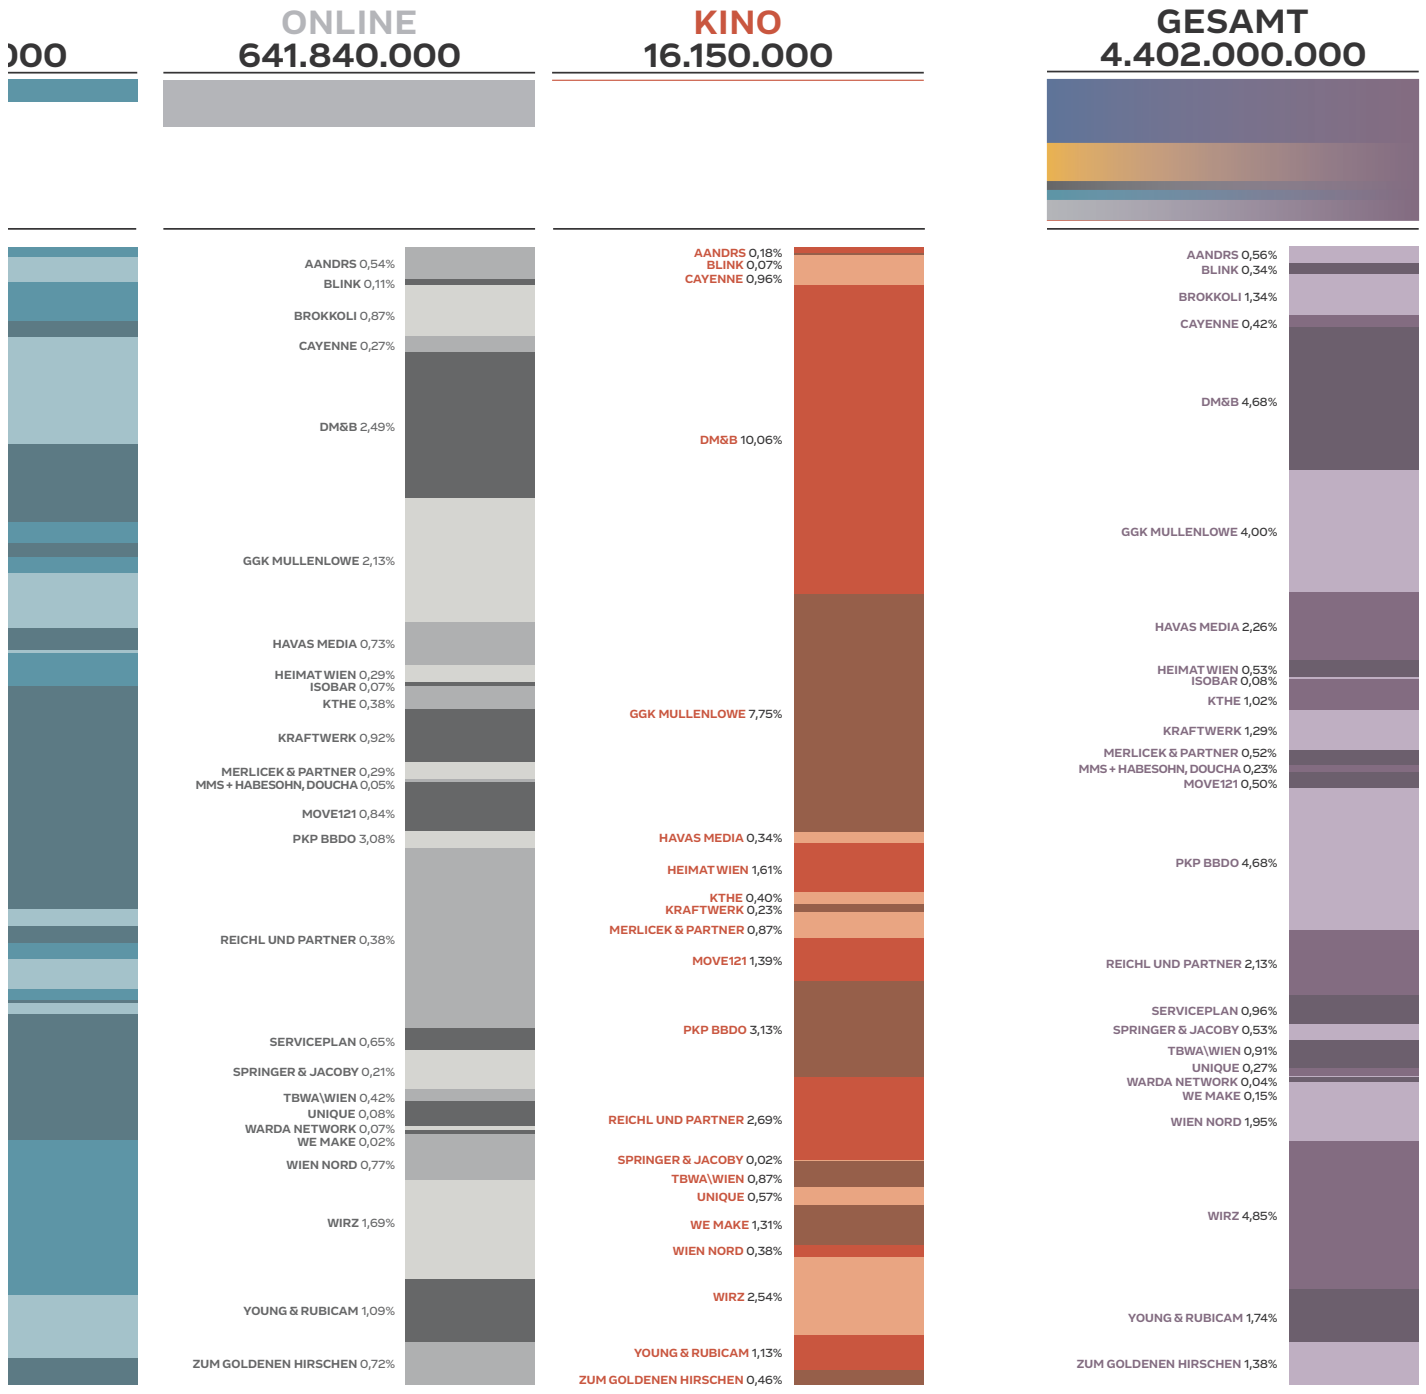 000
ONLINE
641.840.000
AANDRS 0,54%
BLINK 0,11%
BROKKOLI 0,87%
CAYENNE 0,27%
DM&B 2,49%
GGK MULLENLOWE 2,13%
HAVAS MEDIA 0,73%
HEIMAT WIEN 0,29%
ISOBAR 0,07%
KTHE 0,38%
KRAFTWERK 0,92%
MERLICEK & PARTNER 0,29%
MMS + HABESOHN, DOUCHA 0,05%
MOVE121 0,84%
PKP BBDO 3,08%
REICHL UND PARTNER 0,38%
SERVICEPLAN 0,65%
SPRINGER & JACOBY 0,21%
TBWA\WIEN 0,42%
UNIQUE 0,08%
WARDA NETWORK 0,07%
WE MAKE 0,02%
WIEN NORD 0,77%
WIRZ 1,69%
YOUNG & RUBICAM 1,09%
ZUM GOLDENEN HIRSCHEN 0,72%
KINO
16.150.000
AANDRS 0,18%
BLINK 0,07%
CAYENNE 0,96%
DM&B 10,06%
GGK MULLENLOWE 7,75%
HAVAS MEDIA 0,34%
HEIMAT WIEN 1,61%
KTHE 0,40%
KRAFTWERK 0,23%
MERLICEK & PARTNER 0,87%
MOVE121 1,39%
PKP BBDO 3,13%
REICHL UND PARTNER 2,69%
SPRINGER & JACOBY 0,02%
TBWA\WIEN 0,87%
UNIQUE 0,57%
WE MAKE 1,31%
WIEN NORD 0,38%
WIRZ 2,54%
YOUNG & RUBICAM 1,13%
ZUM GOLDENEN HIRSCHEN 0,46%
GESAMT
4.402.000.000
AANDRS 0,56%
BLINK 0,34%
BROKKOLI 1,34%
CAYENNE 0,42%
DM&B 4,68%
GGK MULLENLOWE 4,00%
HAVAS MEDIA 2,26%
HEIMAT WIEN 0,53%
ISOBAR 0,08%
KTHE 1,02%
KRAFTWERK 1,29%
MERLICEK & PARTNER 0,52%
MMS + HABESOHN, DOUCHA 0,23%
MOVE121 0,50%
PKP BBDO 4,68%
REICHL UND PARTNER 2,13%
SERVICEPLAN 0,96%
SPRINGER & JACOBY 0,53%
TBWA\WIEN 0,91%
UNIQUE 0,27%
WARDA NETWORK 0,04%
WE MAKE 0,15%
WIEN NORD 1,95%
WIRZ 4,85%
YOUNG & RUBICAM 1,74%
ZUM GOLDENEN HIRSCHEN 1,38%